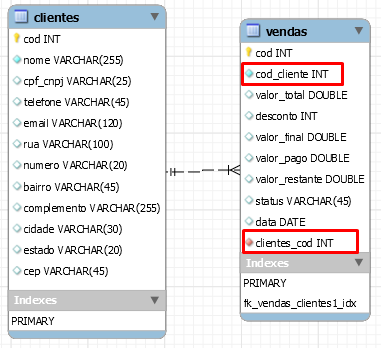 clientes
cod INT
nome VARCHAR(255)
cpf_cnpj VARCHAR(25)
telefone VARCHAR(45)
email VARCHAR(120)
rua VARCHAR(100)
numero VARCHAR(20)
bairro VARCHAR(45)
complemento VARCHAR(255)
cidade VARCHAR(30)
estado VARCHAR(20)
cep VARCHAR(45)
Indexes
PRIMARY
vendas
cod INT
cod_cliente INT
valor_total DOUBLE
desconto INT
valor_final DOUBLE
valor_pago DOUBLE
valor_restante DOUBLE
status VARCHAR(45)
data DATE
clientes_cod INT
Indexes
PRIMARY
fk_vendas_clientes1_idx